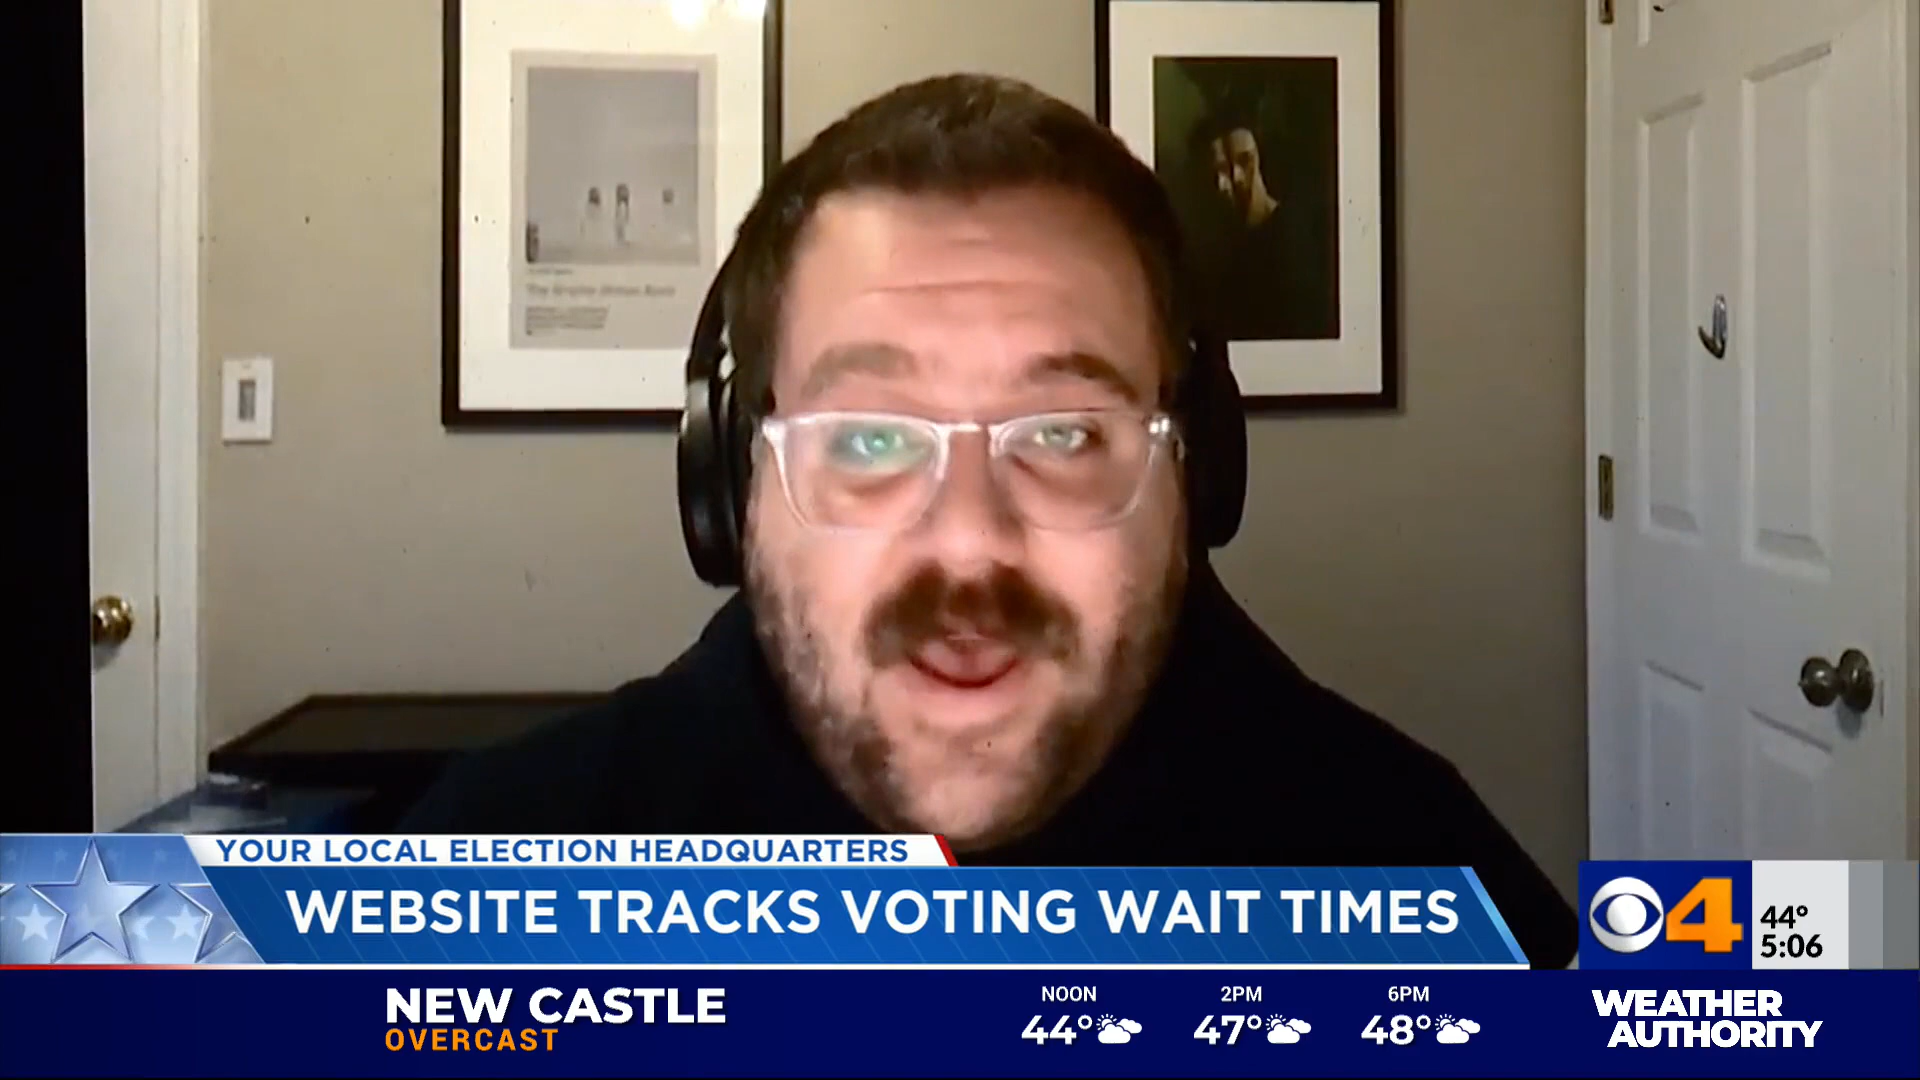 YOUR LOCAL ELECTION HEADQUARTERS
WEBSITE TRACKS VOTING WAIT TIMES
4
44°
5:06
NEW CASTLE
OVERCAST
NOON
44°
2PM
47°
6PM
48°
WEATHER
AUTHORITY